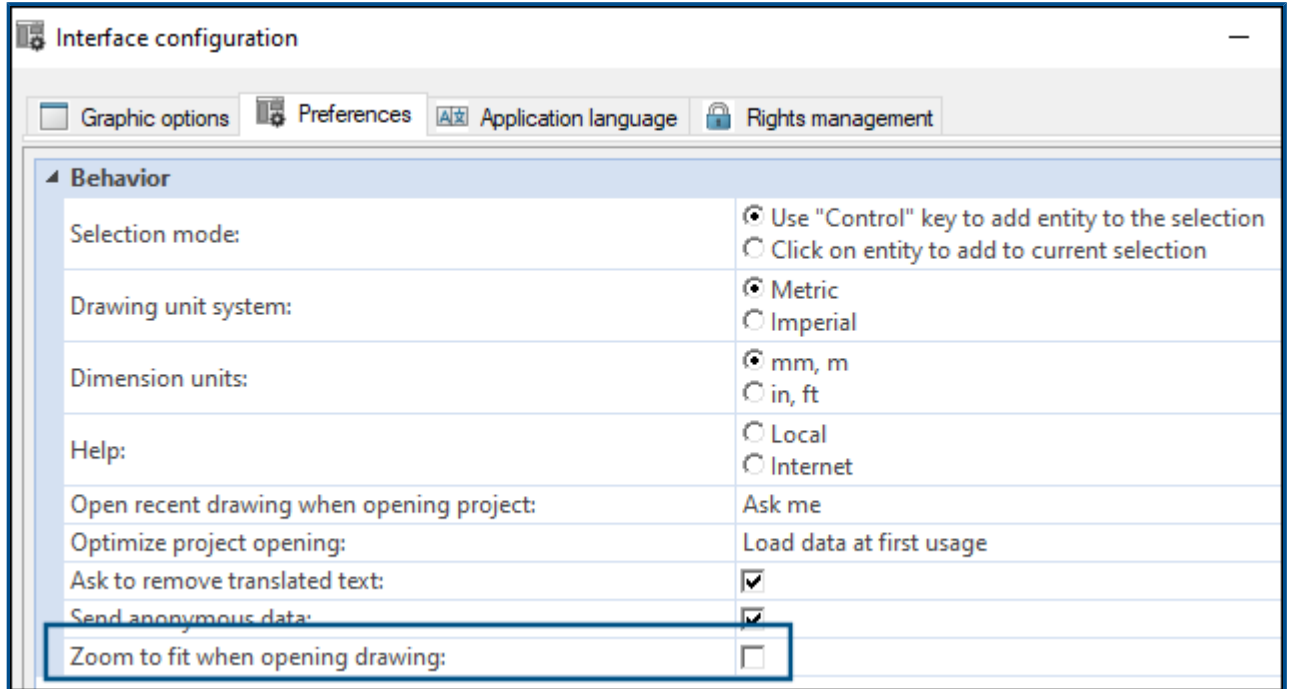 Interface configuration
Graphic options Preferences Application language Rights management
Behavior
Selection mode:
Use "Control" key to add entity to the selection
Click on entity to add to current selection
Drawing unit system:
Metric
Imperial
Dimension units:
mm, m
in, ft
Help:
Local
Internet
Open recent drawing when opening project: Ask me
Optimize project opening: Load data at first usage
Ask to remove translated text:
Send anonymous data:
Zoom to fit when opening drawing: